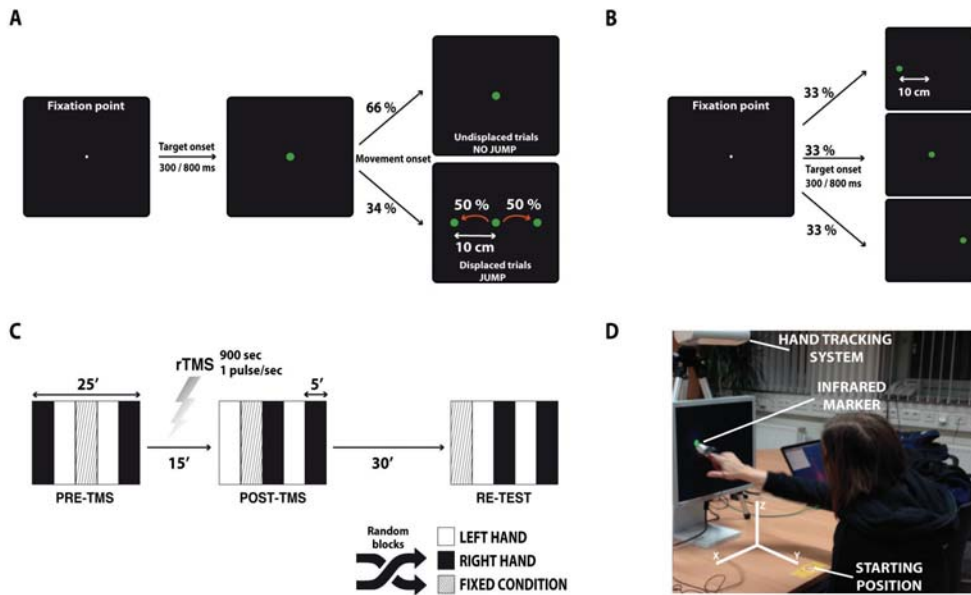 A
Fixation point
Target onset
300 / 800 ms
66 %
Movement onset
34 %
Undisplaced trials
NO JUMP
50 % 50 %
10 cm
Displaced trials
JUMP
B
Fixation point
33 %
33 %
Target onset
300 / 800 ms
33 %
10 cm
C
25'
rTMS 900 sec
1 pulse/sec
5'
15'
30'
PRE-TMS
POST-TMS
RE-TEST
Random
blocks
LEFT HAND
RIGHT HAND
FIXED CONDITION
D
HAND TRACKING
SYSTEM
INFRARED
MARKER
Z
X
Y
STARTING
POSITION